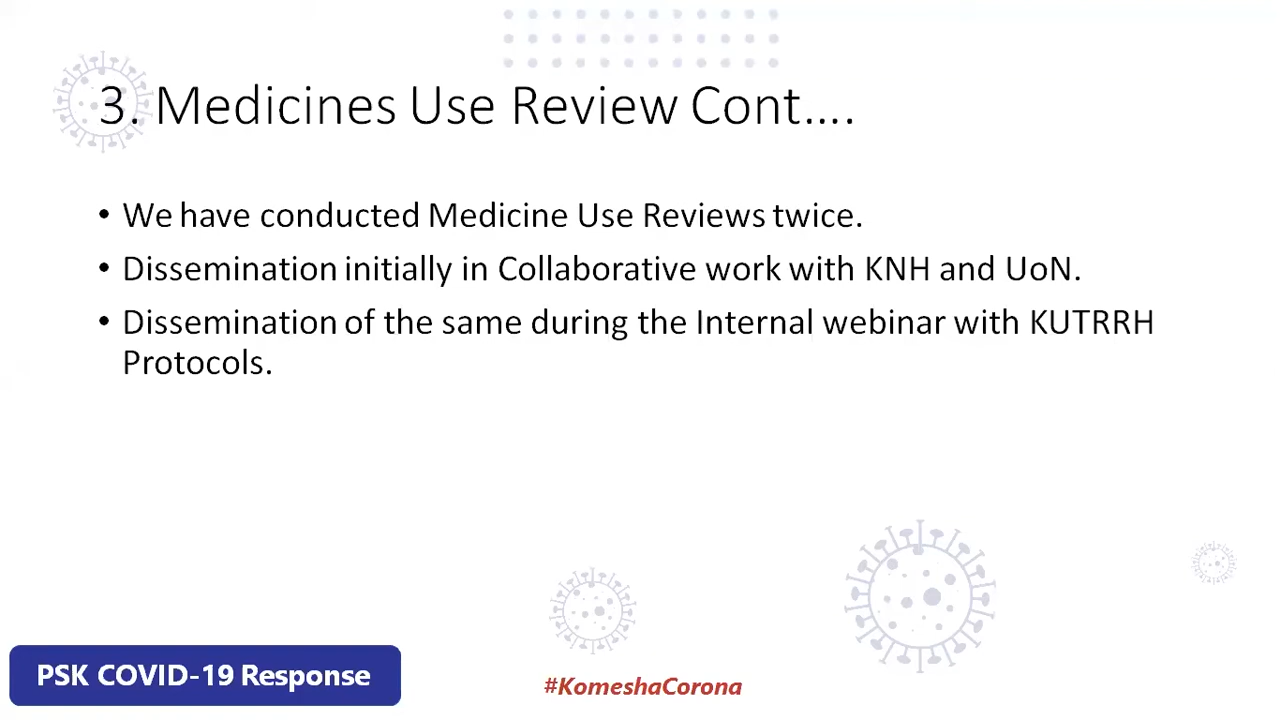 3. Medicines Use Review Cont….
• We have conducted Medicine Use Reviews twice.
• Dissemination initially in Collaborative work with KNH and UoN.
• Dissemination of the same during the Internal webinar with KUTRRH
Protocols.
PSK COVID-19 Response
#KomeshaCorona